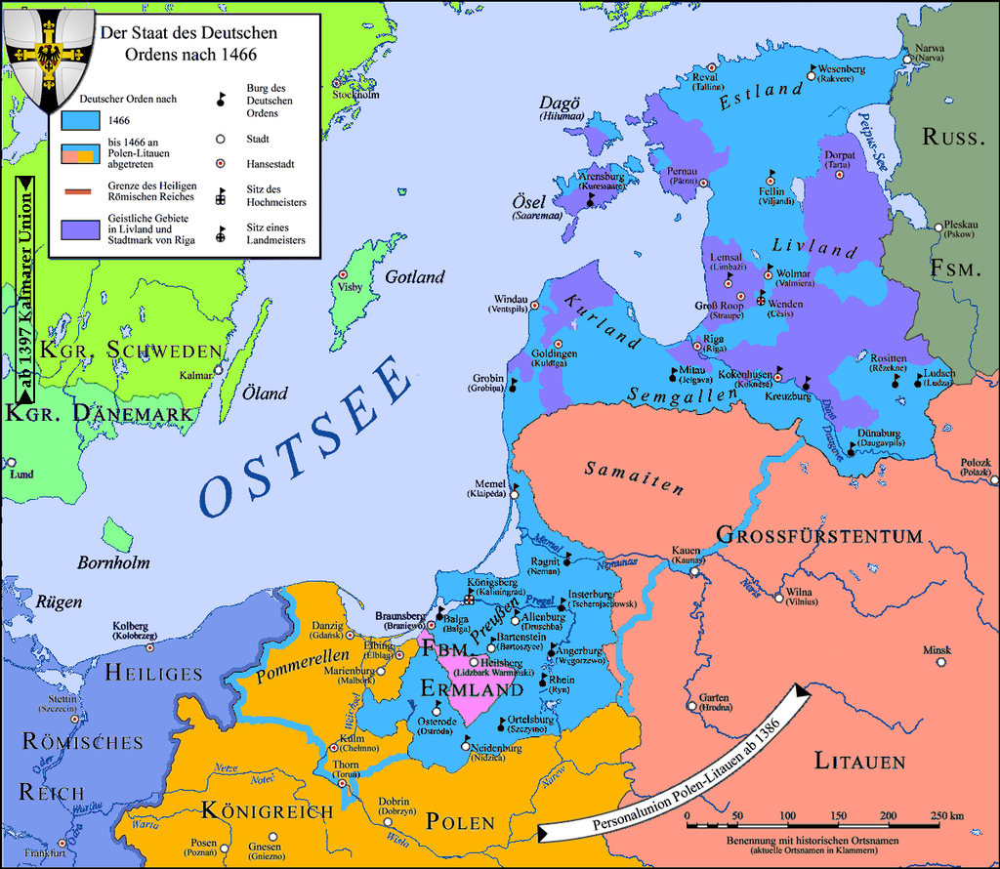 Der Staat des Deutschen
Ordens nach 1466
Deutscher Orden nach
1466
bis 1466 an
Polen-Litauen
abgetreten
Grenze des Heiligen
Römischen Reiches
Geistliche Gebiete
in Livland und
Stadtmark von Riga
Burg des
Deutschen
Ordens
Stadt
Hansestadt
Sitz des
Hochmeisters
Sitz eines
Landmeisters
ab 1397 Kalmarer Union
Stockholm
Dagö
(Hiiumaa)
Reval
(Tallinn)
Wesenberg
(Rakvere)
Narwa
(Narva)
Estland
Peipus-See
RUSS.
Dorpat
(Tartu)
Pernau
(Pärnu)
Fellin
(Viljandi)
Arensburg
(Kuressaare)
Ösel
(Saaremaa)
Pleskau
(Pskow)
FSM.
Livland
Gotland
Visby
Lemsal
(Limbaži)
Wolmar
(Valmiera)
Groß Roop
(Straupe)
Wenden
(Cēsis)
Windau
(Ventspils)
Kurland
Riga
(Rīga)
Goldingen
(Kuldīga)
KGR. SCHWEDEN
Kalmar
Öland
Grobin
(Grobiņa)
Mitau
(Jelgava)
Kokenhusen
(Koknese)
Kreuzburg
Rositten
(Rēzekne)
Ludsen
(Ludza)
Semgallen
Düna
Daugava
Dünaburg
(Daugavpils)
KGR. DÄNEMARK
Lund
OSTSEE
Samaiten
Polozk
(Polazk)
Memel
(Klaipėda)
GROSSFÜRSTENTUM
Bornholm
Memel
Nemunas
Ragnit
(Neman)
Kauen
(Kaunas)
Neris
Wilna
(Vilnius)
Rügen
Königsberg
(Kaliningrad)
Pregel
Insterburg
(Tschernjachowsk)
Preußen
Braunsberg
(Braniewo)
Balga
(Balga)
Allenburg
(Druschba)
Kolberg
(Kołobrzeg)
Danzig
(Gdańsk)
Elbing
(Elbląg)
FBM.
ERMLAND
Bartenstein
(Bartoszyce)
Heilsberg
(Lidzbark Warmiński)
Angerburg
(Węgorzewo)
Minsk
Pommerellen
Marienburg
(Malbork)
Weichsel
Rhein
(Ryn)
HEILIGES
RÖMISCHES
REICH
Stettin
(Szczecin)
Garten
(Hrodna)
Osterode
(Ostróda)
Ortelsburg
(Szczytno)
Neidenburg
(Nidzica)
Kulm
(Chełmno)
Thorn
(Toruń)
LITAUEN
Oder
Netze
Noteć
Narew
Personalunion Polen-Litauen ab 1386
KÖNIGREICH
POLEN
Dobrin
(Dobrzyń)
Wisła
Warthe
Warta
Odra
Posen
(Poznań)
Gnesen
(Gniezno)
Frankfurt
0 50 100 150 200 250 km
Benennung mit historischen Ortsnamen
(aktuelle Ortsnamen in Klammern)